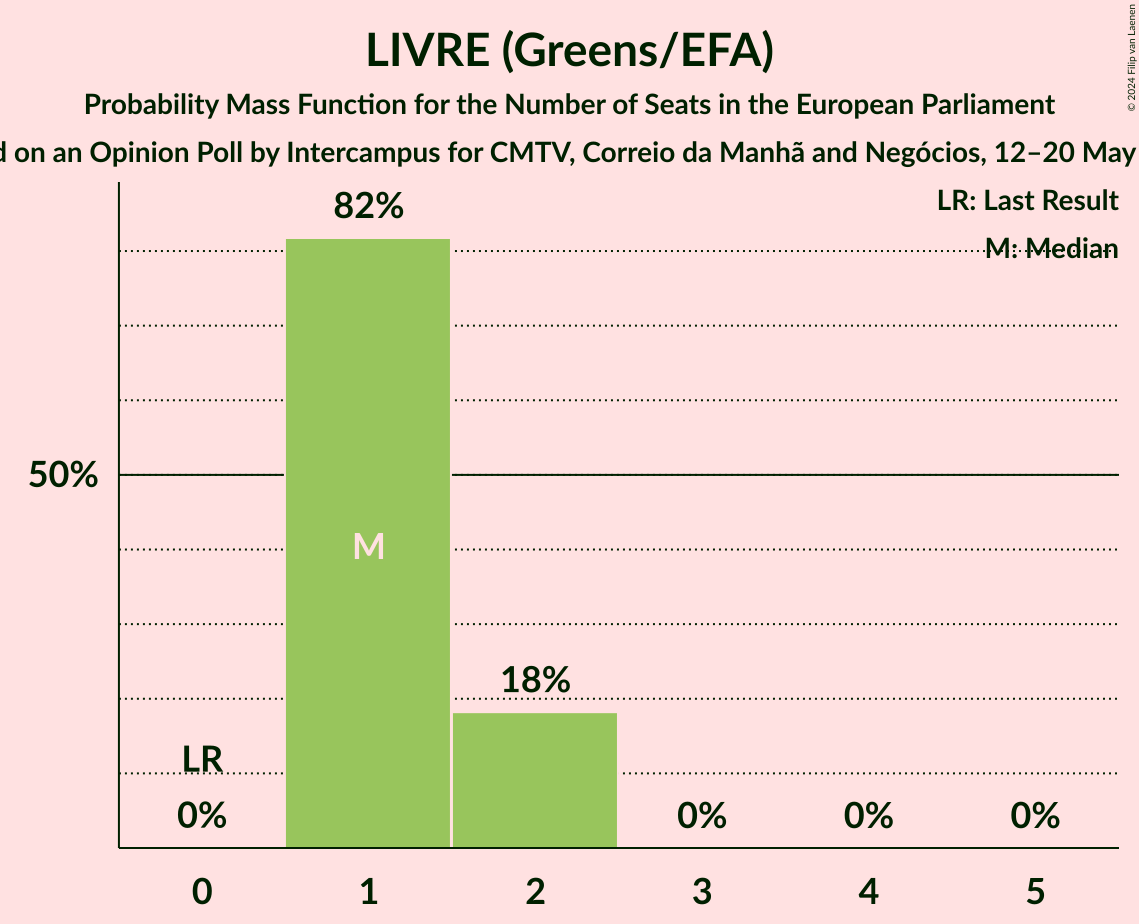 LIVRE (Greens/EFA)
Probability Mass Function for the Number of Seats in the European Parliament
on an Opinion Poll by Intercampus for CMTV, Correio da Manhã and Negócios, 12–20 May
© 2024 Filip van Laenen
LR: Last Result
M: Median
82%
50%
M
18%
LR
0%
0%
0%
0%
0
1
2
3
4
5